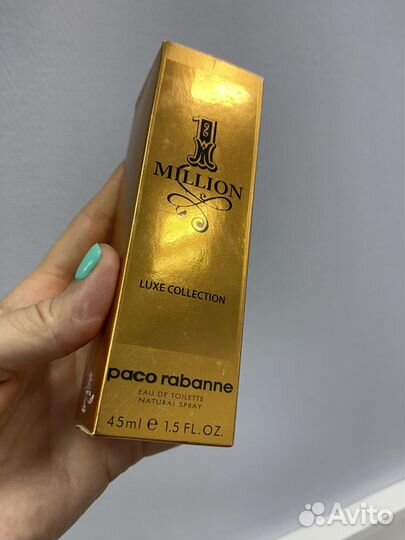 1
MILLION
LUXE COLLECTION
paco rabanne
EAU DE TOILETTE
NATURAL SPRAY
45ml ℮ 1.5 FL.OZ.
Avito